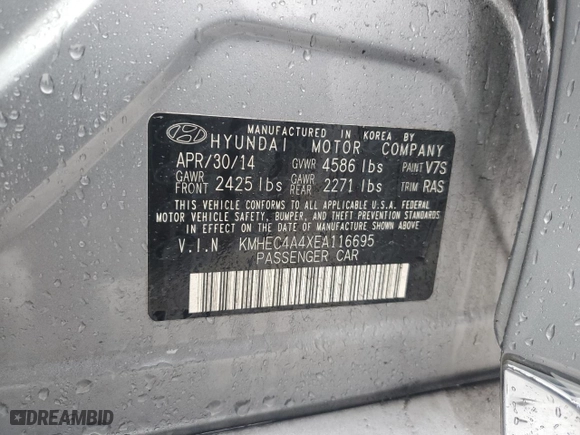 MANUFACTURED IN KOREA BY
HYUNDAI MOTOR COMPANY
APR/30/14 GVWR 4586 lbs PAINT V7S
GAWR FRONT 2425 lbs GAWR REAR 2271 lbs TRIM RAS
THIS VEHICLE CONFORMS TO ALL APPLICABLE U.S.A. FEDERAL
MOTOR VEHICLE SAFETY, BUMPER, AND THEFT PREVENTION
STANDARDS IN EFFECT ON THE DATE OF MANUFACTURE SHOWN ABOVE
V.I.N KMHEC4A4XEA116695
PASSENGER CAR
DREAMBID